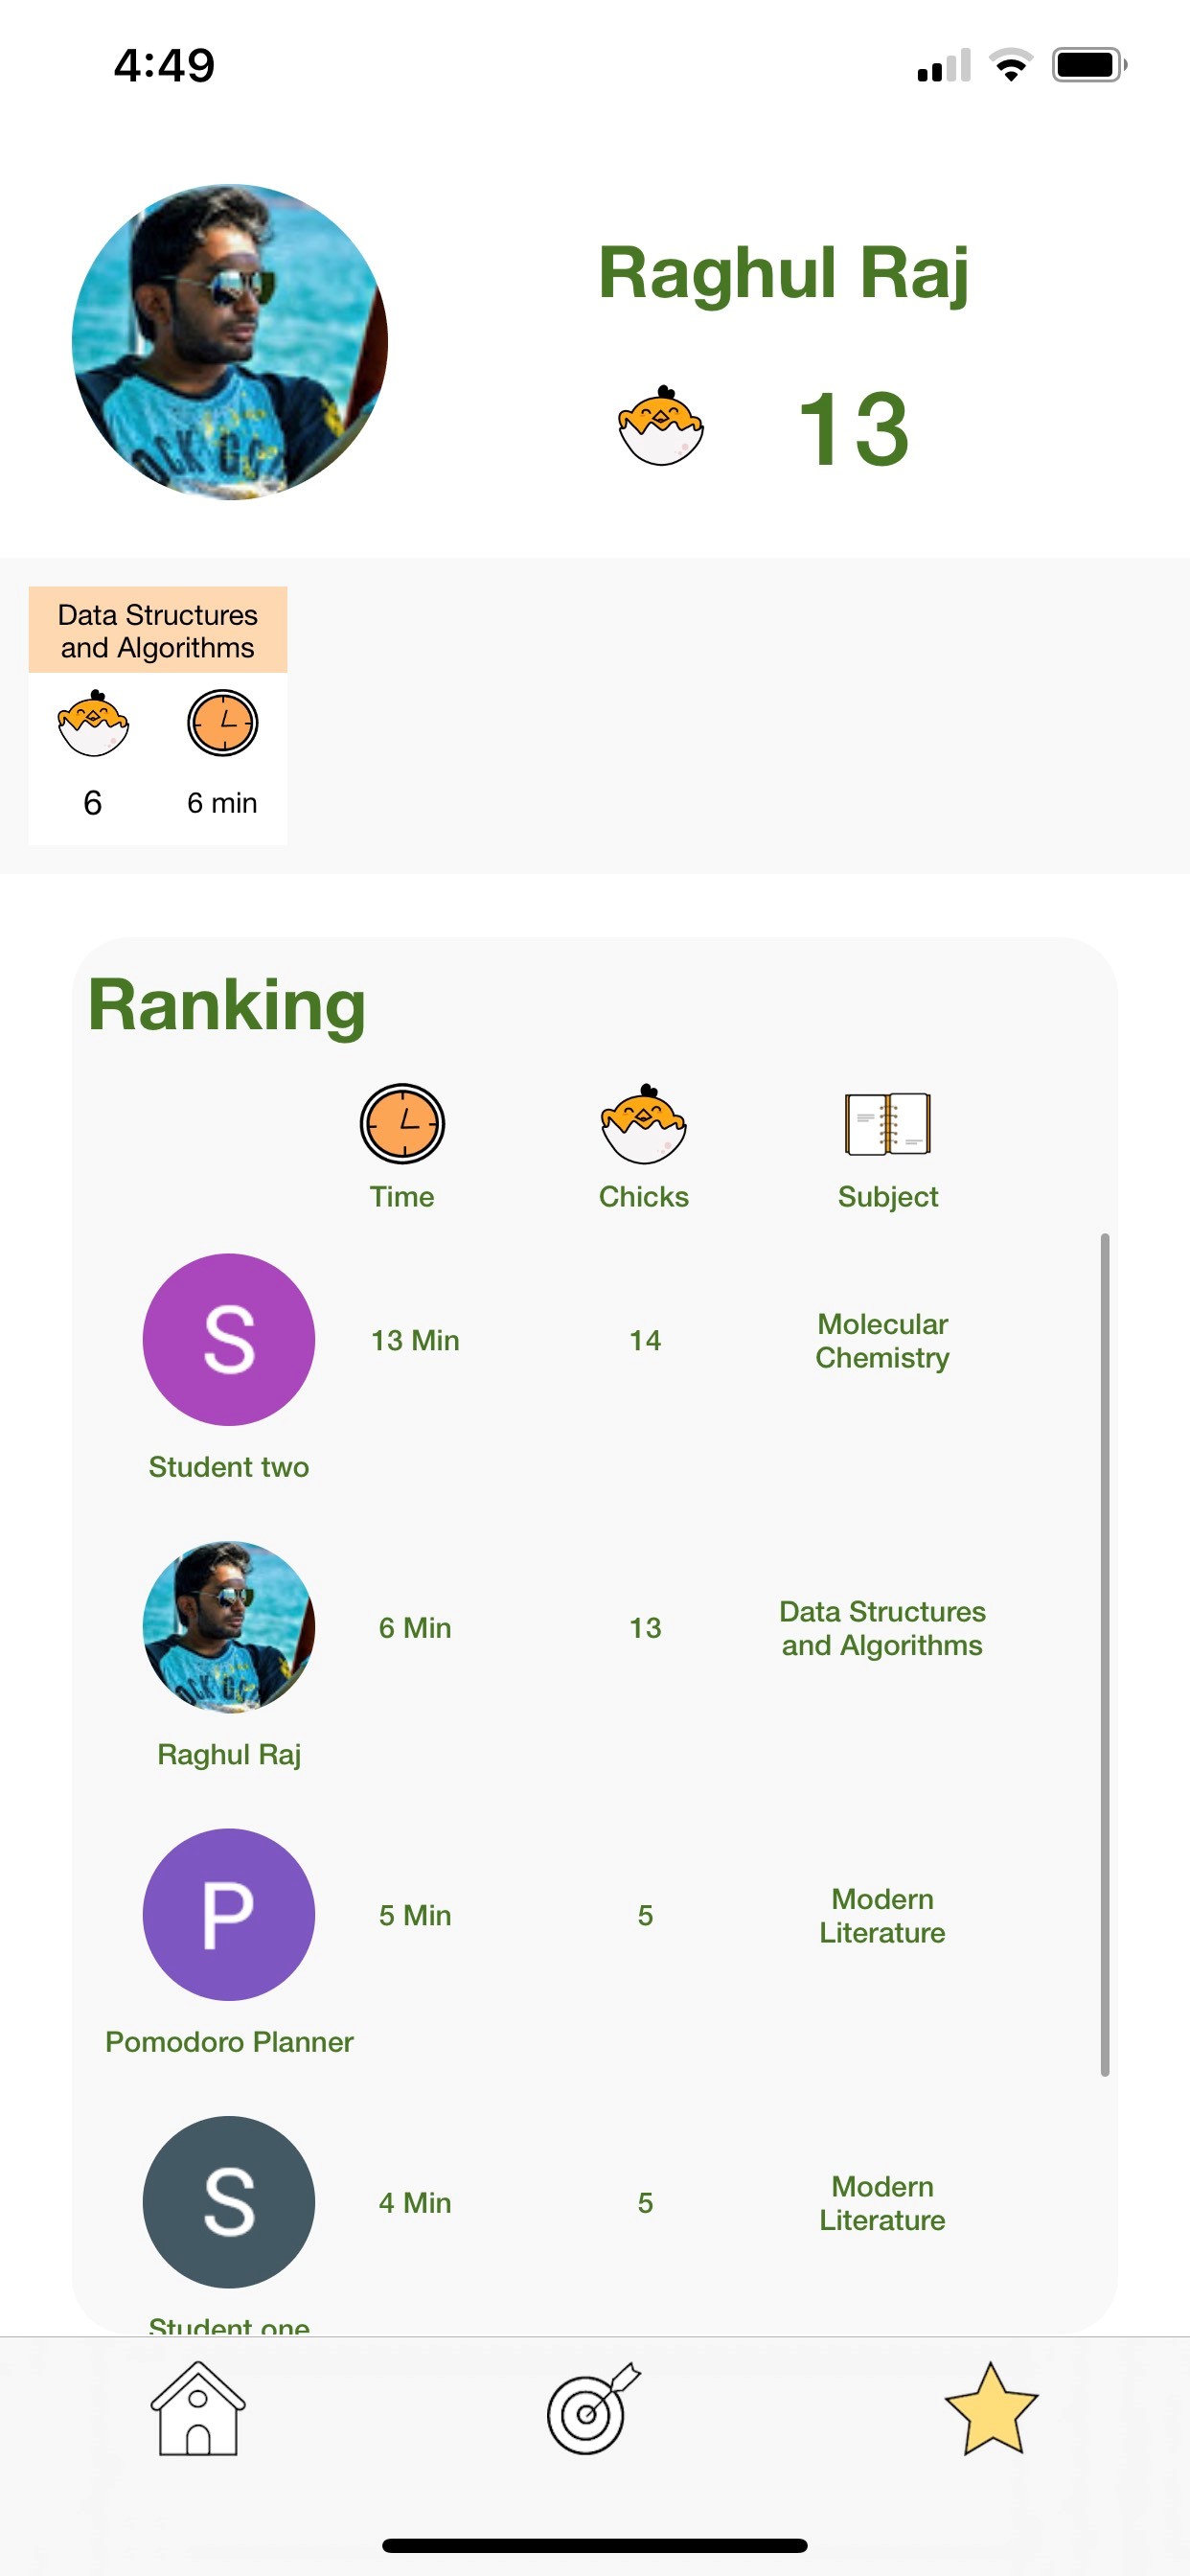 4:49
Raghul Raj
13
Data Structures
and Algorithms
6
6 min
Ranking
Time
Chicks
Subject
S
13 Min
14
Molecular
Chemistry
Student two
6 Min
13
Data Structures
and Algorithms
Raghul Raj
P
5 Min
5
Modern
Literature
Pomodoro Planner
S
4 Min
5
Modern
Literature
Student one